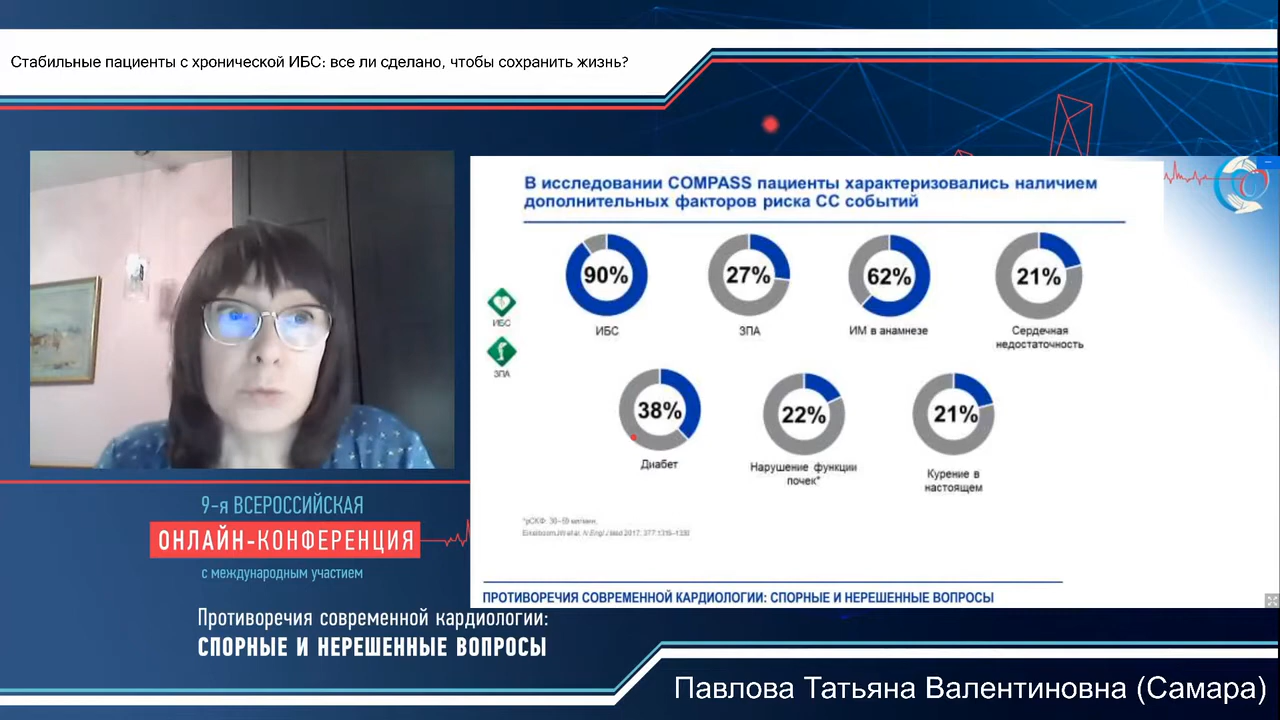 Стабильные пациенты с хронической ИБС: все ли сделано, чтобы сохранить жизнь?
В исследовании COMPASS пациенты характеризовались наличием
дополнительных факторов риска СС событий
90%
ИБС
27%
ЗПА
62%
ИМ в анамнезе
21%
Сердечная
недостаточность
ИБС
ЗПА
38%
Диабет
22%
Нарушение функции
почек*
21%
Курение в
настоящем
ПРОТИВОРЕЧИЯ СОВРЕМЕННОЙ КАРДИОЛОГИИ: СПОРНЫЕ И НЕРЕШЕННЫЕ ВОПРОСЫ
9-я ВСЕРОССИЙСКАЯ
ОНЛАЙН-КОНФЕРЕНЦИЯ
с международным участием
Противоречия современной кардиологии:
СПОРНЫЕ И НЕРЕШЕННЫЕ ВОПРОСЫ
Павлова Татьяна Валентиновна (Самара)